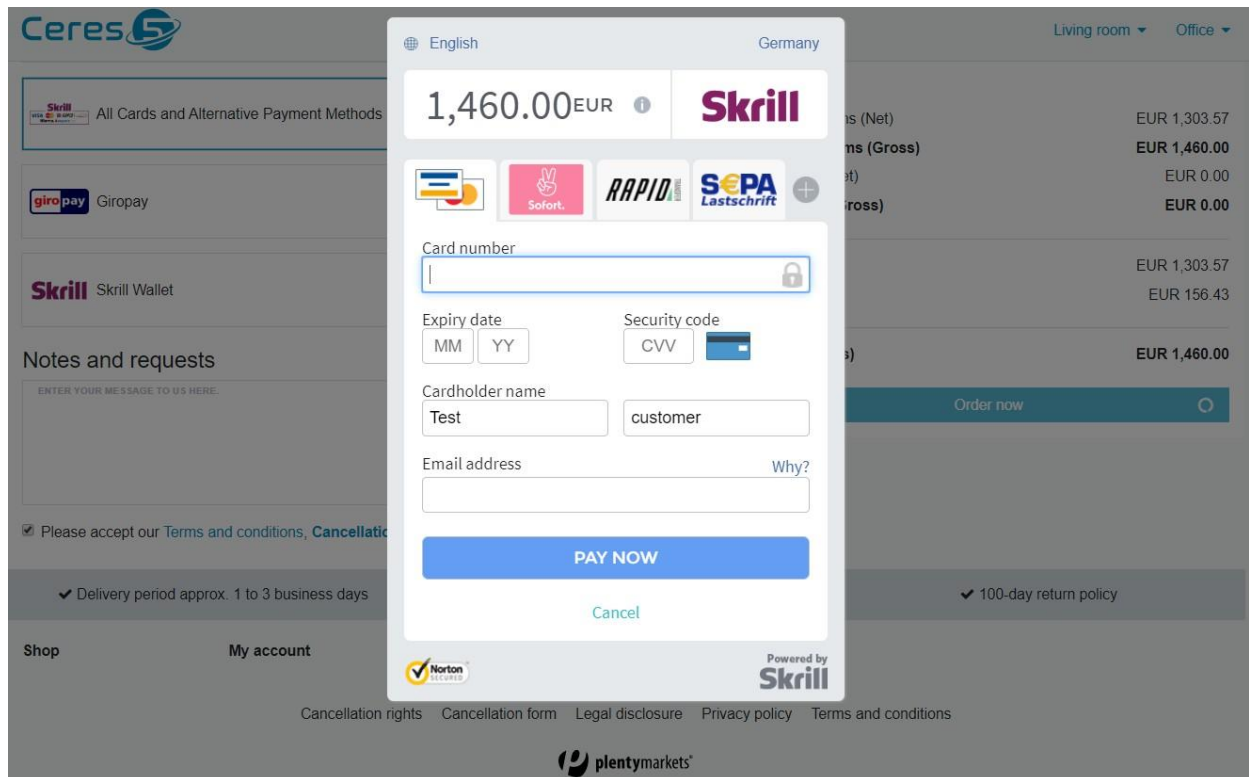 Ceres 5
Living room
Office
Skrill
All Cards and Alternative Payment Methods
giropay
Giropay
Skrill
Skrill Wallet
Notes and requests
ENTER YOUR MESSAGE TO US HERE.
Please accept our Terms and conditions, Cancellatio
English
Germany
1,460.00EUR
Skrill
Sofort.
RAPID
S€PA
Lastschrift
Card number
Expiry date
Security code
MM
YY
CVV
Cardholder name
Test
customer
Email address
Why?
PAY NOW
Cancel
Norton
SECURED
Powered by
Skrill
ms (Net)
EUR 1,303.57
ms (Gross)
EUR 1,460.00
et)
EUR 0.00
iross)
EUR 0.00
EUR 1,303.57
EUR 156.43
s)
EUR 1,460.00
Order now
Delivery period approx. 1 to 3 business days
100-day return policy
Shop
My account
Cancellation rights
Cancellation form
Legal disclosure
Privacy policy
Terms and conditions
plentymarkets